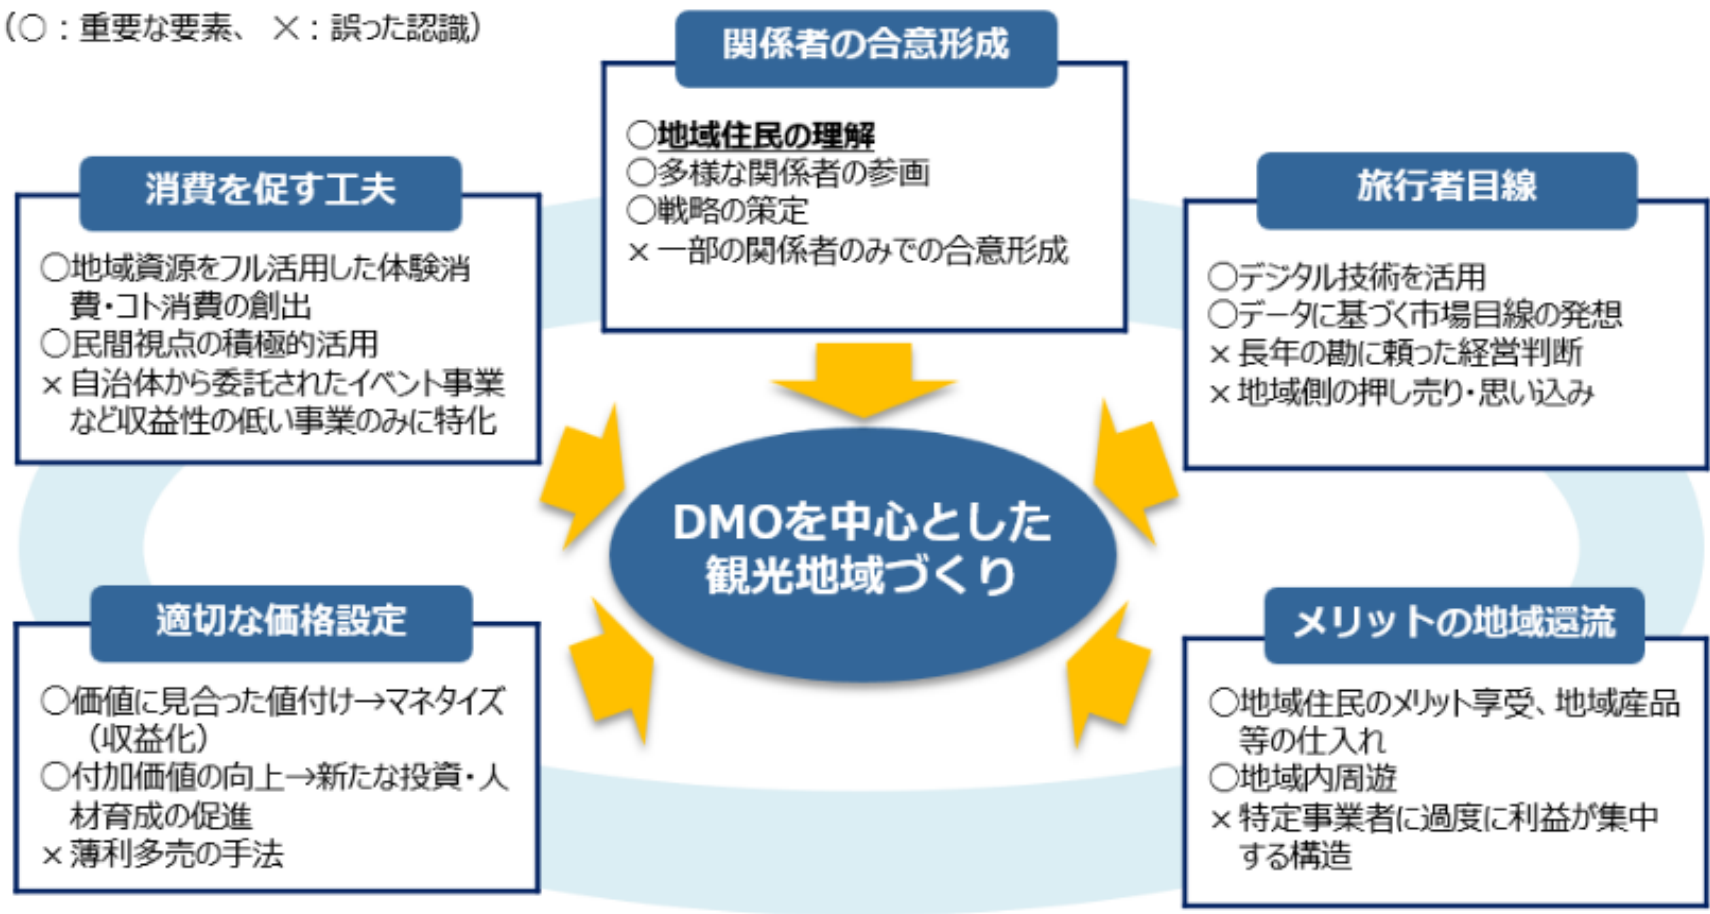 （○：重要な要素、 ×：誤った認識）
関係者の合意形成
○地域住民の理解
○多様な関係者の参画
○戦略の策定
× 一部の関係者のみでの合意形成
消費を促す工夫
○地域資源をフル活用した体験消
費・コト消費の創出
○民間視点の積極的活用
× 自治体から委託されたイベント事業
など収益性の低い事業のみに特化
旅行者目線
○デジタル技術を活用
○データに基づく市場目線の発想
× 長年の勘に頼った経営判断
× 地域側の押し売り・思い込み
DMOを中心とした
観光地域づくり
適切な価格設定
○価値に見合った値付け→マネタイズ
（収益化）
○付加価値の向上→新たな投資・人
材育成の促進
× 薄利多売の手法
メリットの地域還流
○地域住民のメリット享受、地域産品
等の仕入れ
○地域内周遊
× 特定事業者に過度に利益が集中
する構造